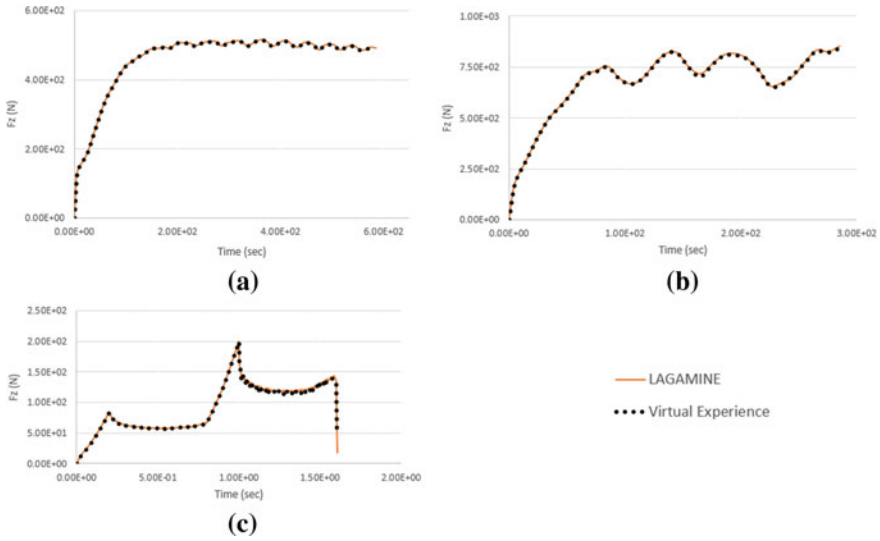 6.00E+02
4.00E+02
2.00E+02
0.00E+00
Fz (N)
0.00E+00 2.00E+02 4.00E+02 6.00E+02
Time (sec)
(a)
1.00E+03
7.50E+02
5.00E+02
2.50E+02
0.00E+00
Fz (N)
0.00E+00 1.00E+02 2.00E+02 3.00E+02
Time (sec)
(b)
2.50E+02
2.00E+02
1.50E+02
1.00E+02
5.00E+01
0.00E+00
Fz (N)
0.00E+00 5.00E-01 1.00E+00 1.50E+00 2.00E+00
Time (sec)
(c)
LAGAMINE
Virtual Experience